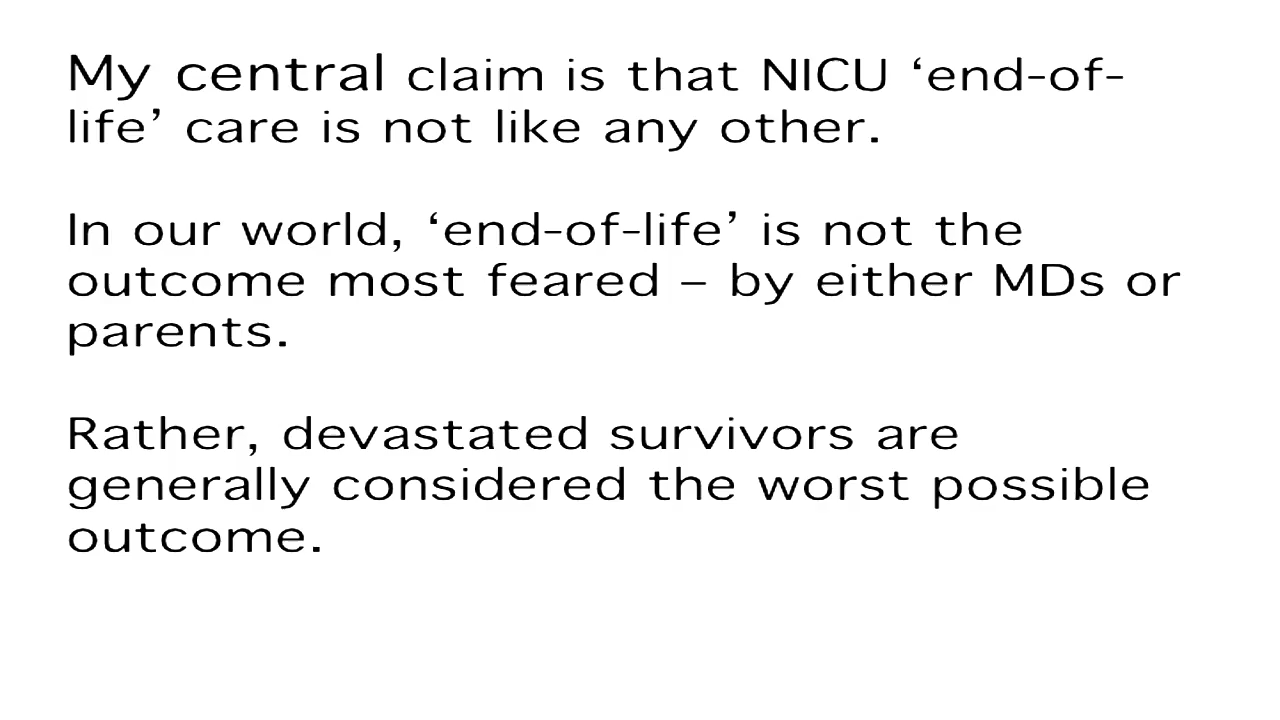 My central claim is that NICU ‘end-of-
life’ care is not like any other.
In our world, ‘end-of-life’ is not the
outcome most feared – by either MDs or
parents.
Rather, devastated survivors are
generally considered the worst possible
outcome.